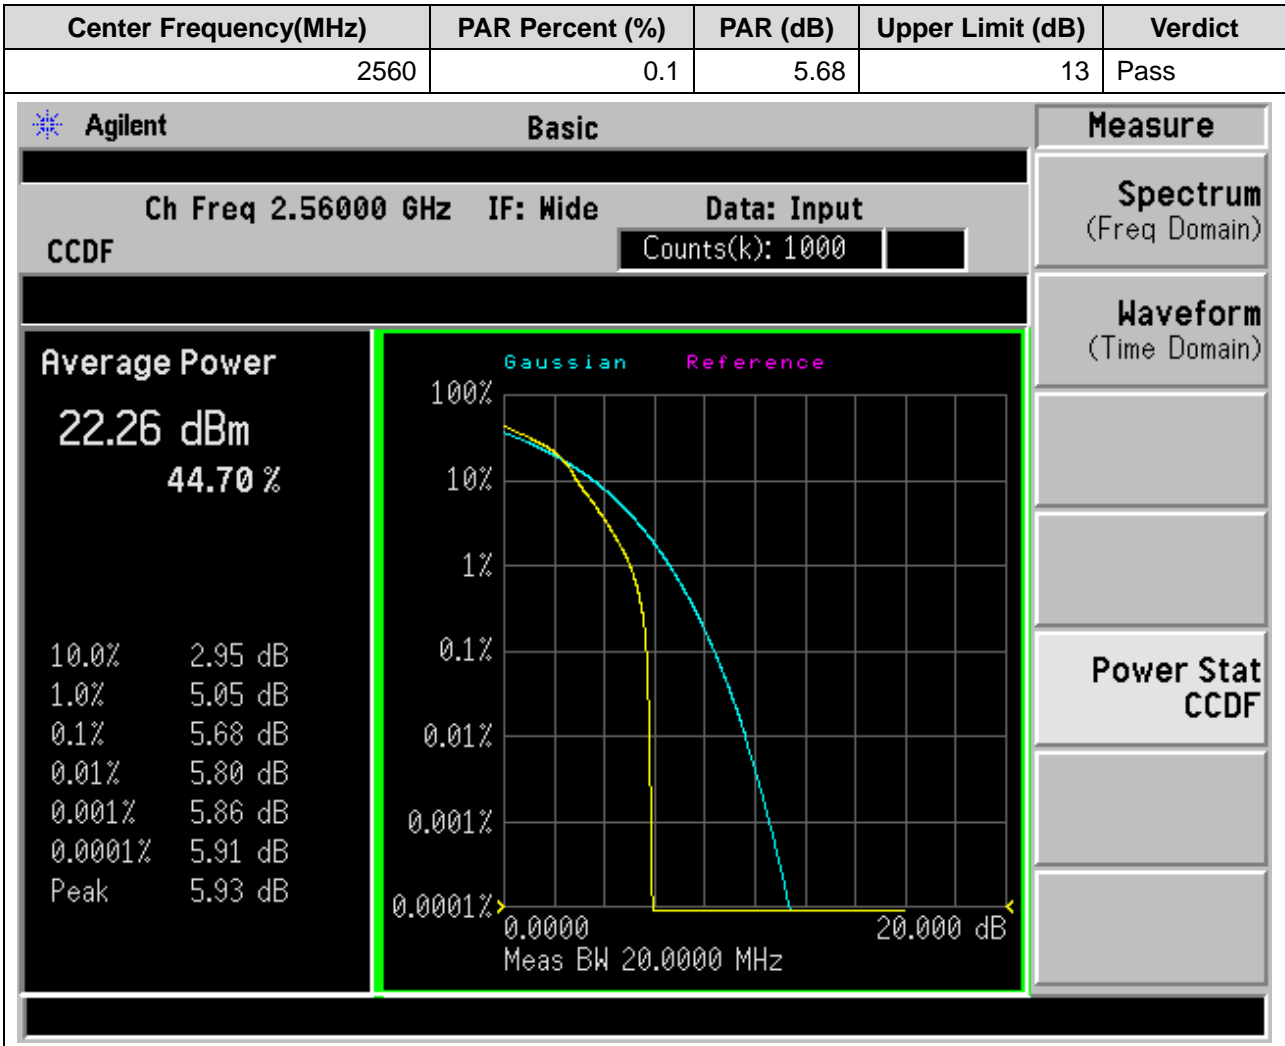 Center Frequency(MHz) PAR Percent (%) PAR (dB) Upper Limit (dB) Verdict
2560 0.1 5.68 13 Pass
Agilent Basic Measure
Ch Freq 2.56000 GHz IF: Wide Data: Input
CCDF Counts(k): 1000
Spectrum
(Freq Domain)
Waveform
(Time Domain)
Power Stat
CCDF
Average Power
22.26 dBm
44.70 %
10.0% 2.95 dB
1.0% 5.05 dB
0.1% 5.68 dB
0.01% 5.80 dB
0.001% 5.86 dB
0.0001% 5.91 dB
Peak 5.93 dB
Gaussian Reference
100%
10%
1%
0.1%
0.01%
0.001%
0.0001%
0.0000 20.000 dB
Meas BW 20.0000 MHz